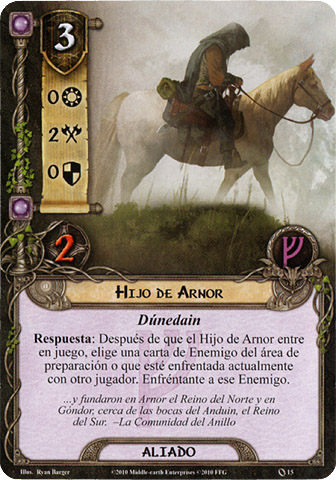 3
0
2
0
2
Hijo de Arnor
Dúnedain
Respuesta: Después de que el Hijo de Arnor entre
en juego, elige una carta de Enemigo del área de
preparación o que esté enfrentada actualmente
con otro jugador. Enfréntante a ese Enemigo.
...y fundaron en Arnor el Reino del Norte y en
Góndor, cerca de las bocas del Anduin, el Reino
del Sur. –La Comunidad del Anillo
Aliado
Illus. Ryan Barger
©2010 Middle-earth Enterprises ©2010 FFG
15